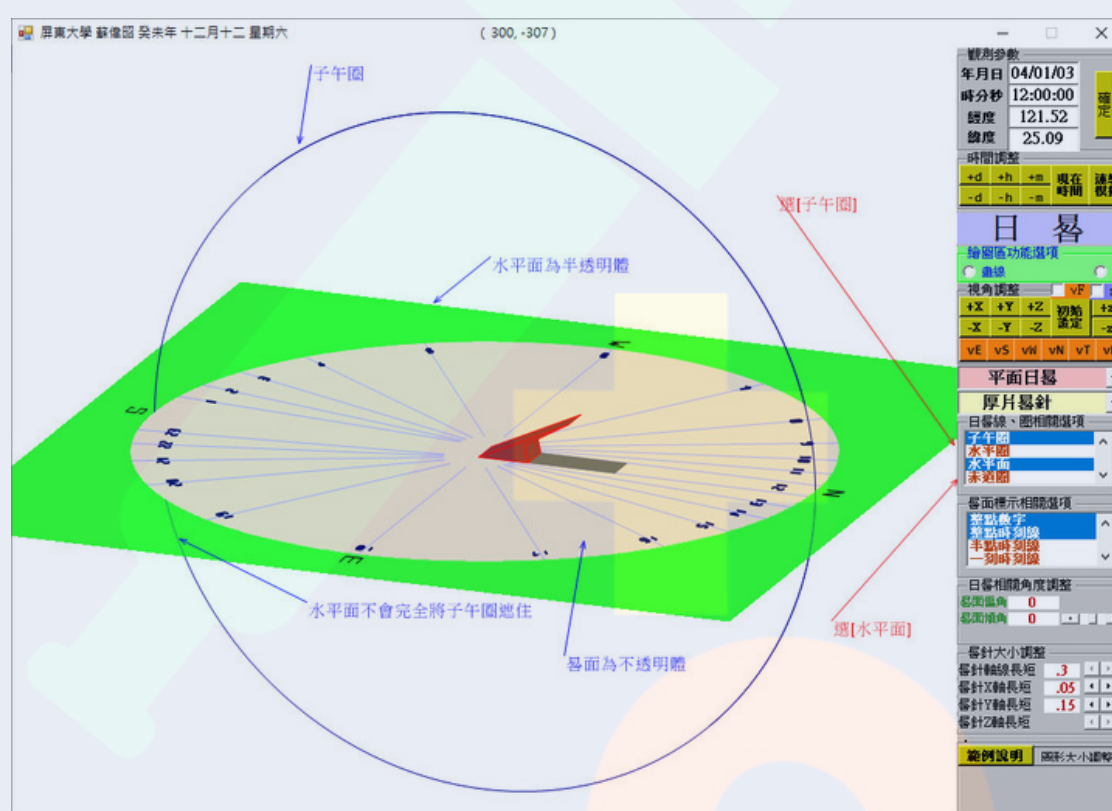 屏東大學 蘇偉昭 癸未年 十二月十二 星期六
( 300, -307)
子午圈
選[子午圈]
水平面為半透明體
水平面不會完全將子午圈遮住
晷面為不透明體
選[水平面]
S
W
N
E
觀測參數
年月日 04/01/03
時分秒 12:00:00
經度 121.52
緯度 25.09
確定
時間調整
+d +h +m 現在時間
-d -h -m
日 晷
繪圖區功能選項
視角調整 vF
+X +Y +Z 初始
-X -Y -Z
vE vS vW vN vT
平面日晷
厚片晷針
日晷線、圈相關選項
子午圈
水平圈
水平面
赤道圈
晷面標示相關選項
整點數字
整點時刻線
半點時刻線
一刻時刻線
日晷相關角度調整
晷面偏角 0
晷面傾角 0
晷針大小調整
晷針軸線長短 .3
晷針X軸長短 .05
晷針Y軸長短 .15
晷針Z軸長短
範例說明 圖形大小調整